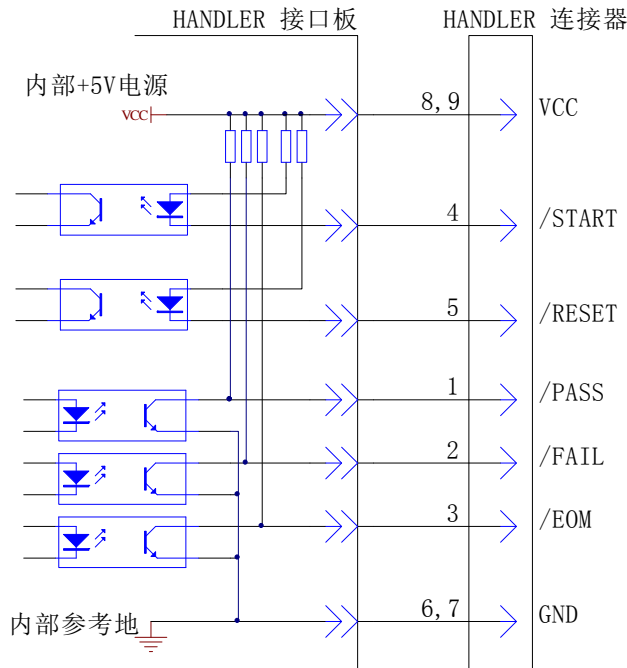 HANDLER 接口板
HANDLER 连接器
内部+5V电源
VCC
8,9
VCC
4
/START
5
/RESET
1
/PASS
2
/FAIL
3
/EOM
内部参考地
6,7
GND